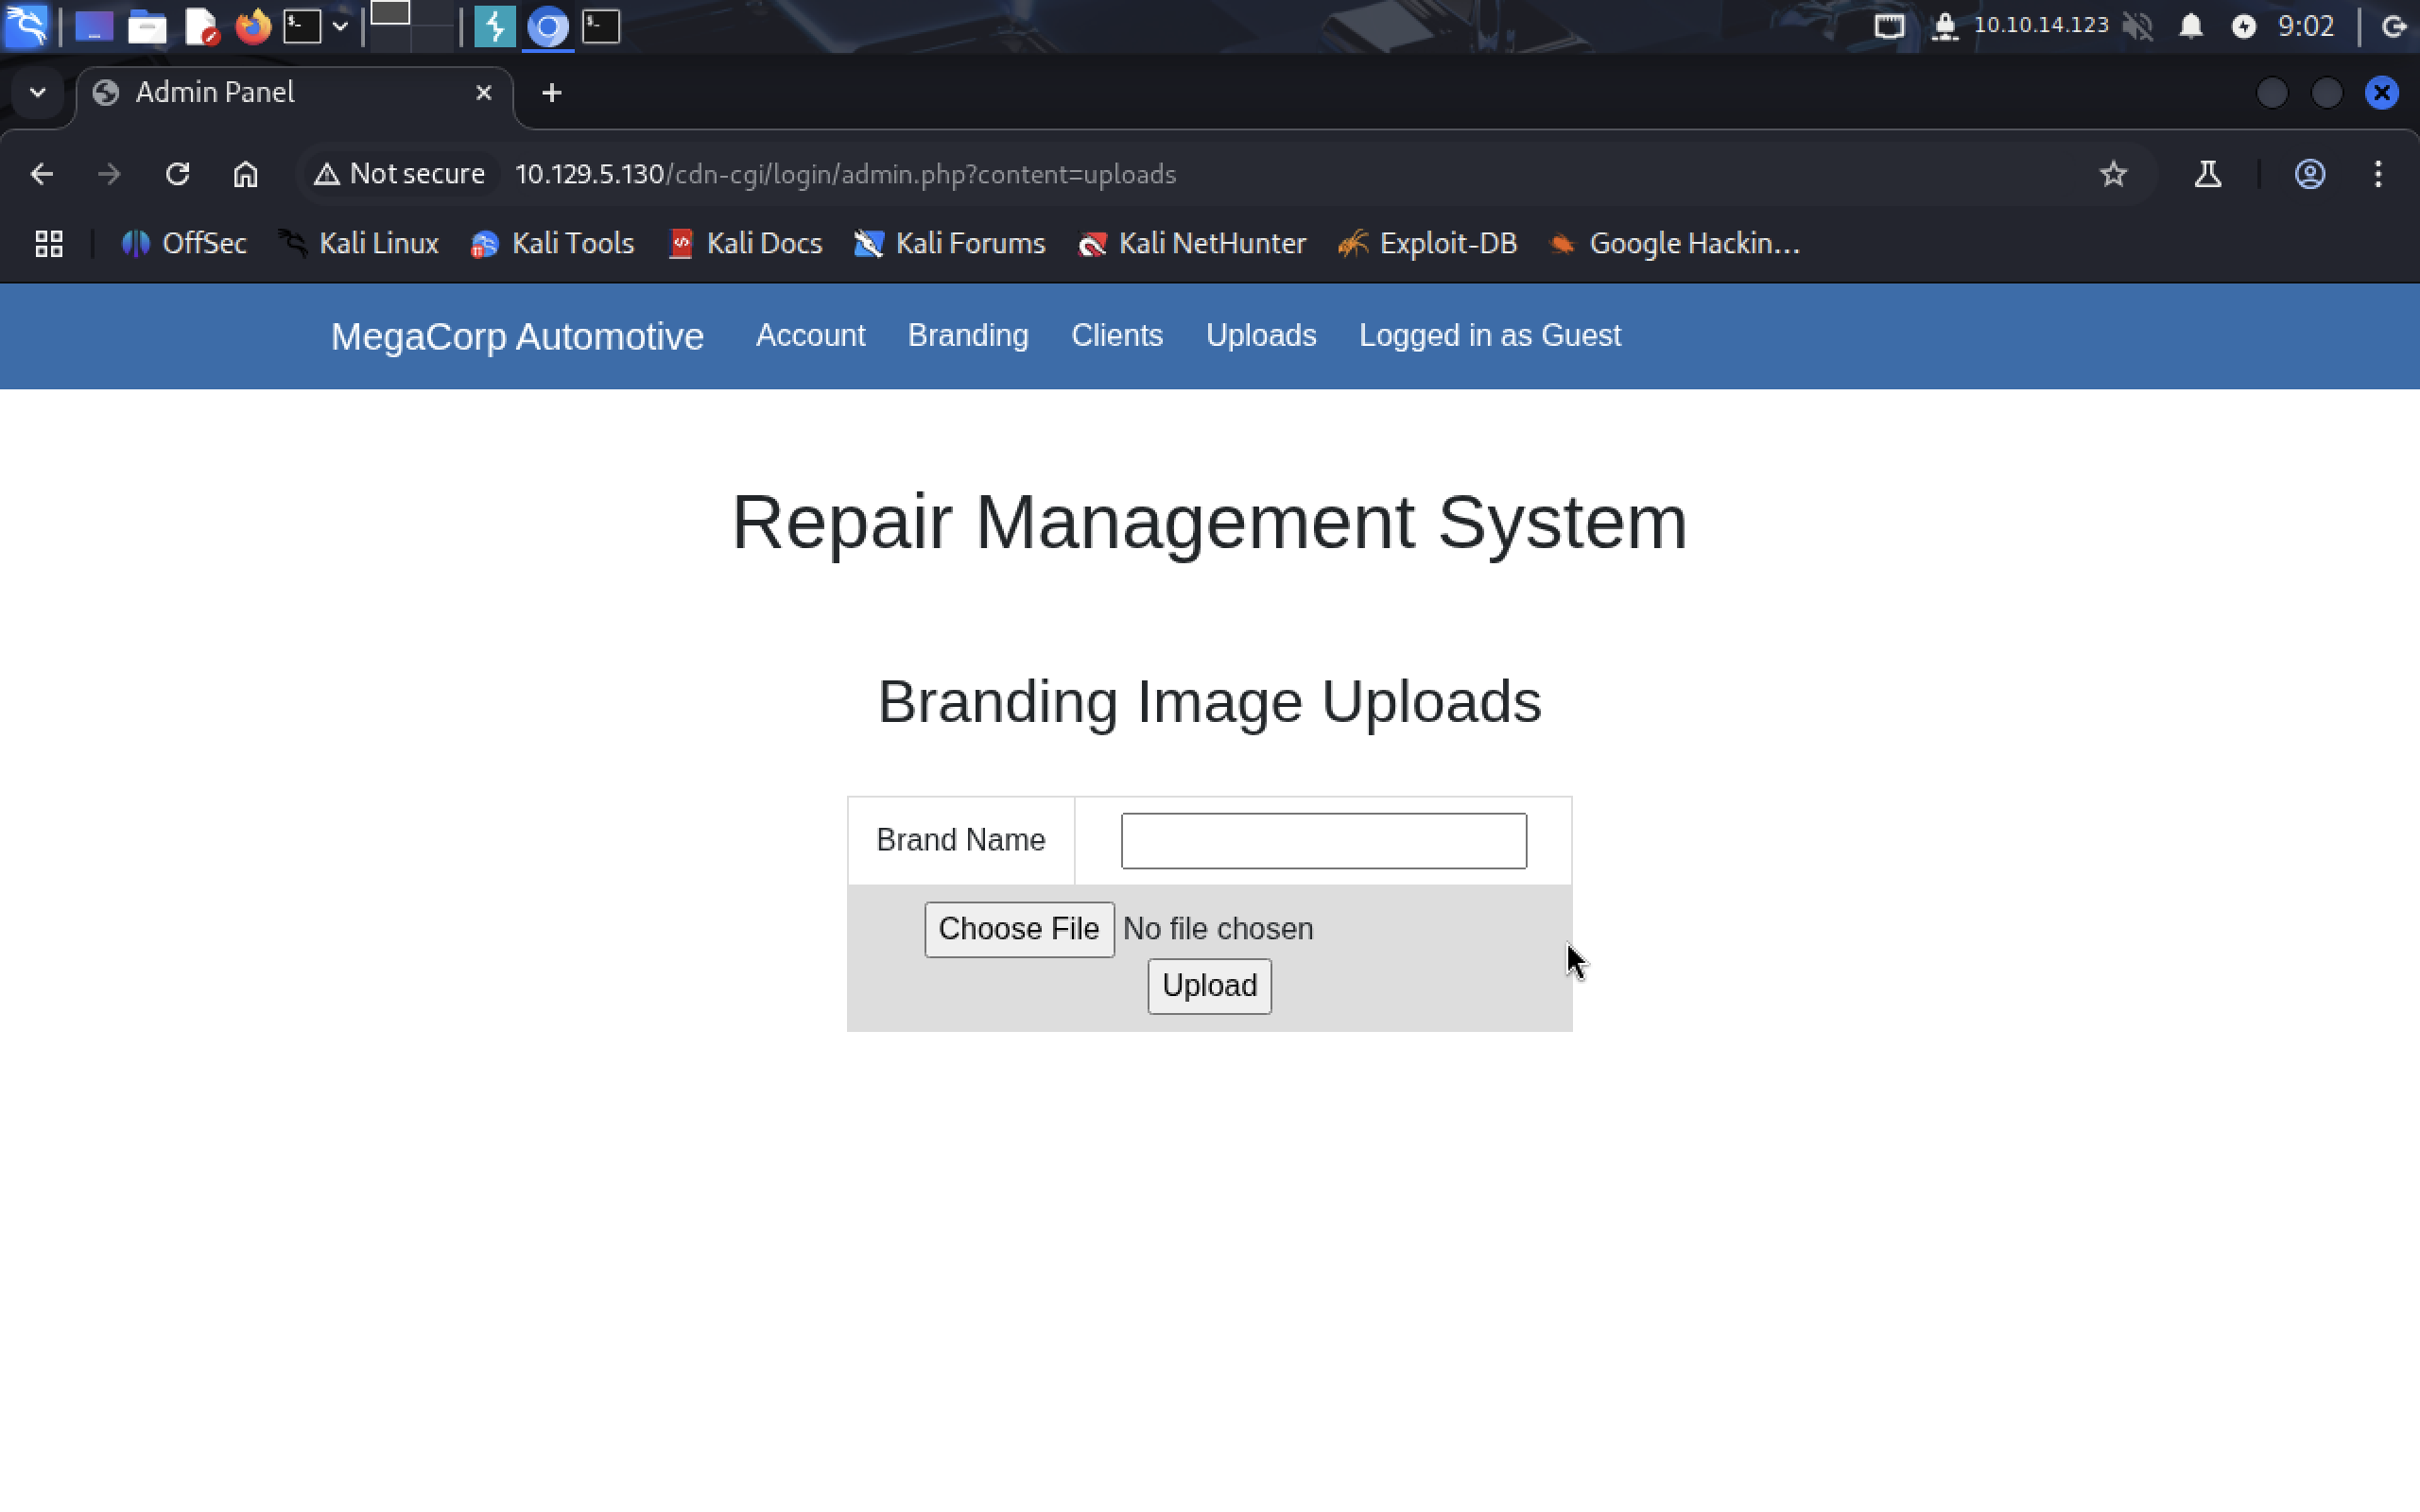 10.10.14.123 9:02
Admin Panel
Not secure 10.129.5.130/cdn-cgi/login/admin.php?content=uploads
OffSec Kali Linux Kali Tools Kali Docs Kali Forums Kali NetHunter Exploit-DB Google Hackin...
MegaCorp Automotive Account Branding Clients Uploads Logged in as Guest
Repair Management System
Branding Image Uploads
Brand Name
Choose File No file chosen
Upload